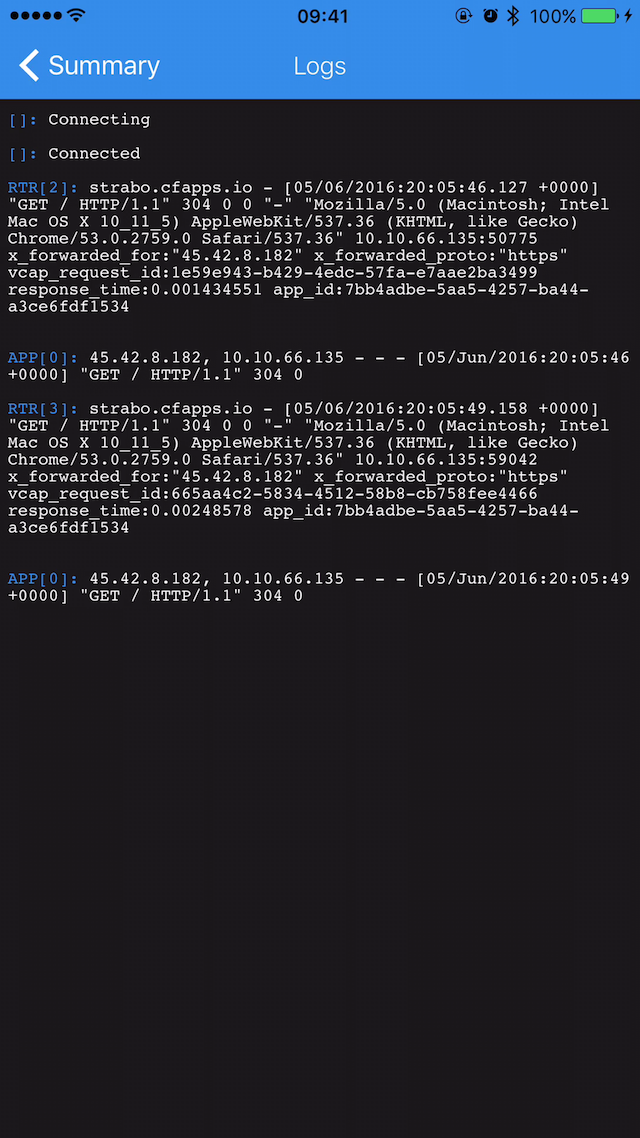 09:41 100%
Summary Logs
[]: Connecting
[]: Connected
RTR[2]: strabo.cfapps.io - [05/06/2016:20:05:46.127 +0000]
"GET / HTTP/1.1" 304 0 0 "-" "Mozilla/5.0 (Macintosh; Intel
Mac OS X 10_11_5) AppleWebKit/537.36 (KHTML, like Gecko)
Chrome/53.0.2759.0 Safari/537.36" 10.10.66.135:50775
x_forwarded_for:"45.42.8.182" x_forwarded_proto:"https"
vcap_request_id:1e59e943-b429-4edc-57fa-e7aae2ba3499
response_time:0.001434551 app_id:7bb4adbe-5aa5-4257-ba44-
a3ce6fdf1534
APP[0]: 45.42.8.182, 10.10.66.135 - - - [05/Jun/2016:20:05:46
+0000] "GET / HTTP/1.1" 304 0
RTR[3]: strabo.cfapps.io - [05/06/2016:20:05:49.158 +0000]
"GET / HTTP/1.1" 304 0 0 "-" "Mozilla/5.0 (Macintosh; Intel
Mac OS X 10_11_5) AppleWebKit/537.36 (KHTML, like Gecko)
Chrome/53.0.2759.0 Safari/537.36" 10.10.66.135:59042
x_forwarded_for:"45.42.8.182" x_forwarded_proto:"https"
vcap_request_id:665aa4c2-5834-4512-58b8-cb758fee4466
response_time:0.00248578 app_id:7bb4adbe-5aa5-4257-ba44-
a3ce6fdf1534
APP[0]: 45.42.8.182, 10.10.66.135 - - - [05/Jun/2016:20:05:49
+0000] "GET / HTTP/1.1" 304 0